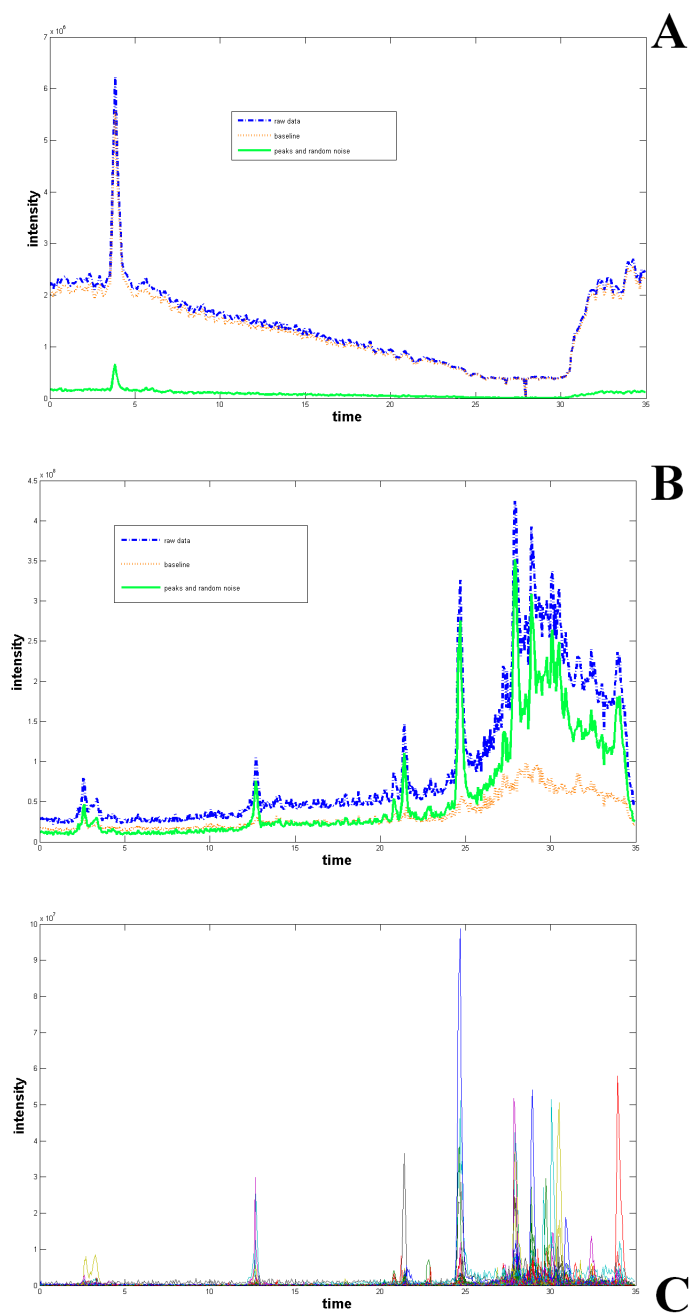 A
x 10⁶
7
6
5
4
3
2
1
0
intensity
raw data
baseline
peaks and random noise
0 5 10 15 20 25 30 35
time
B
x 10⁶
4.5
4
3.5
3
2.5
2
1.5
1
0.5
0
intensity
raw data
baseline
peaks and random noise
0 5 10 15 20 25 30 35
time
x 10⁷
10
9
8
7
6
5
4
3
2
1
0
intensity
0 5 10 15 20 25 30 35
time
C